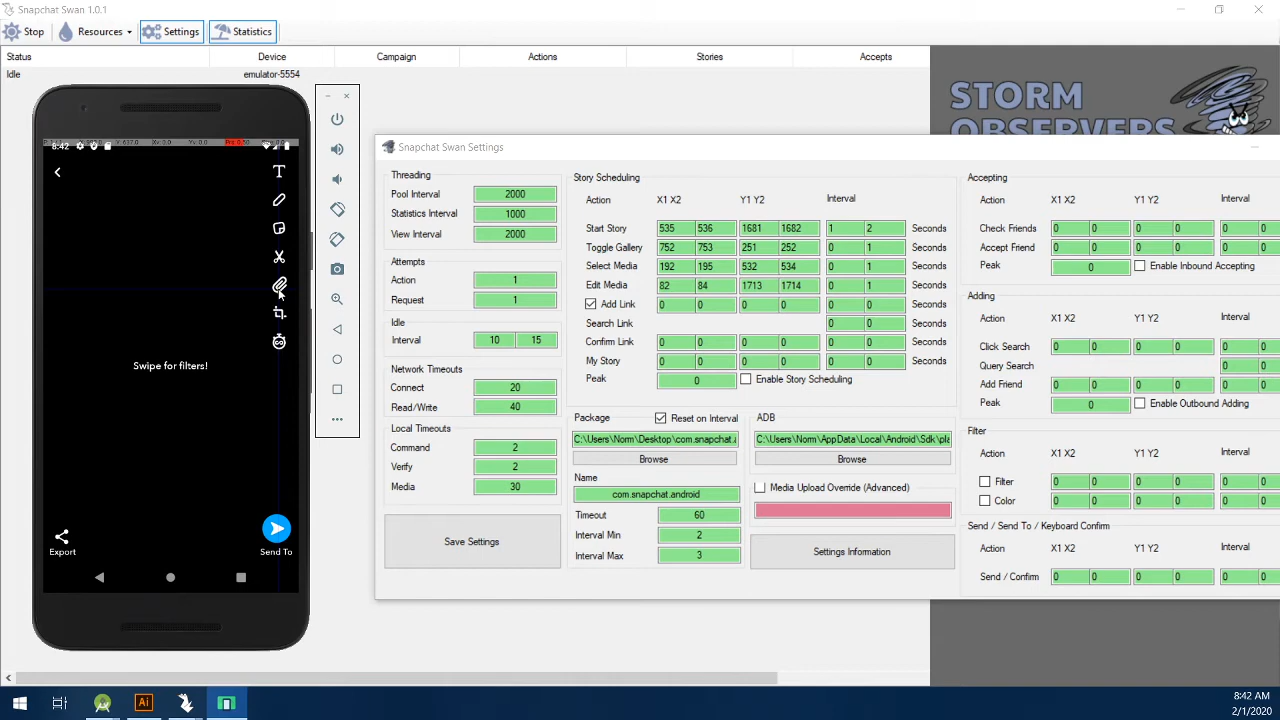 Snapchat Swan 1.0.1
Stop
Resources
Settings
Statistics
Status
Device
Campaign
Actions
Stories
Accepts
Idle
emulator-5554
STORM
OBSERVERS
8:42
Swipe for filters!
Export
Send To
Snapchat Swan Settings
Threading
Pool Interval 2000
Statistics Interval 1000
View Interval 2000
Attempts
Action 1
Request 1
Idle
Interval 10 15
Network Timeouts
Connect 20
Read/Write 40
Local Timeouts
Command 2
Verify 2
Media 30
Save Settings
Story Scheduling
Action X1 X2 Y1 Y2 Interval
Start Story 535 536 1681 1682 1 2 Seconds
Toggle Gallery 752 753 251 252 0 1 Seconds
Select Media 192 195 532 534 0 1 Seconds
Edit Media 82 84 1713 1714 0 1 Seconds
Add Link 0 0 0 0 0 0 Seconds
Search Link 0 0 Seconds
Confirm Link 0 0 0 0 0 0 Seconds
My Story 0 0 0 0 0 0 Seconds
Peak 0 Enable Story Scheduling
Package Reset on Interval
C:\Users\Norm\Desktop\com.snapchat.
Browse
Name
com.snapchat.android
Timeout 60
Interval Min 2
Interval Max 3
ADB
C:\Users\Norm\AppData\Local\Android\Sdk\pla
Browse
Media Upload Override (Advanced)
Settings Information
Accepting
Action X1 X2 Y1 Y2 Interval
Check Friends 0 0 0 0 0 0
Accept Friend 0 0 0 0 0 0
Peak 0 Enable Inbound Accepting
Adding
Action X1 X2 Y1 Y2 Interval
Click Search 0 0 0 0 0 0
Query Search 0 0
Add Friend 0 0 0 0 0 0
Peak 0 Enable Outbound Adding
Filter
Action X1 X2 Y1 Y2 Interval
Filter 0 0 0 0 0 0
Color 0 0 0 0 0 0
Send / Send To / Keyboard Confirm
Action X1 X2 Y1 Y2 Interval
Send / Confirm 0 0 0 0 0 0
Ai
8:42 AM
2/1/2020